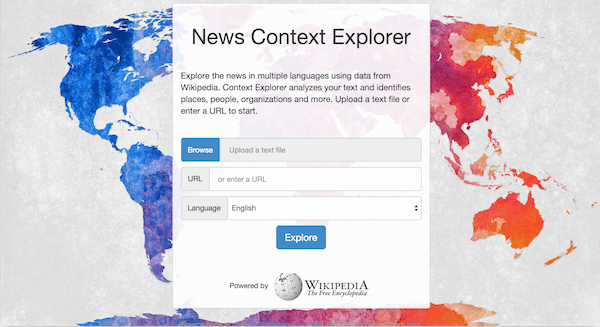 News Context Explorer
Explore the news in multiple languages using data from
Wikipedia. Context Explorer analyzes your text and identifies
places, people, organizations and more. Upload a text file or
enter a URL to start.
Browse Upload a text file
URL or enter a URL
Language English
Explore
Powered by WIKIPEDIA
The Free Encyclopedia